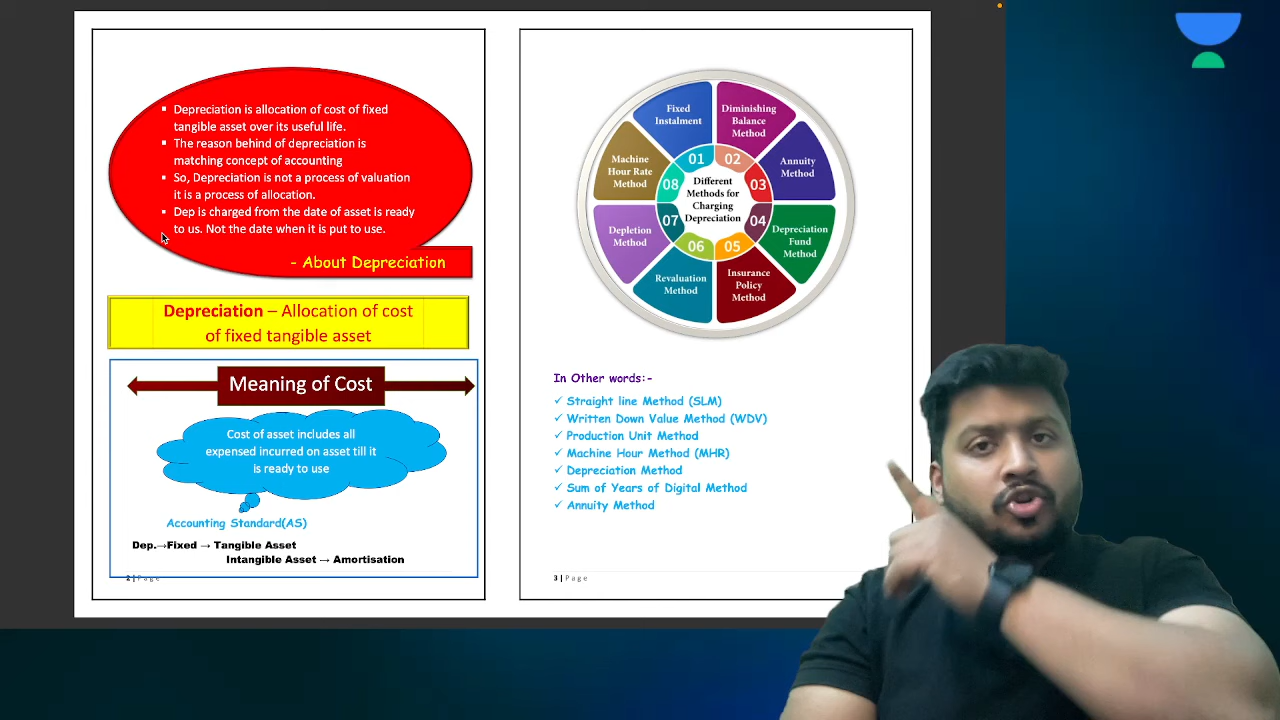 ▪ Depreciation is allocation of cost of fixed
tangible asset over its useful life.
▪ The reason behind of depreciation is
matching concept of accounting
▪ So, Depreciation is not a process of valuation
it is a process of allocation.
▪ Dep is charged from the date of asset is ready
to us. Not the date when it is put to use.
- About Depreciation
Depreciation – Allocation of cost
of fixed tangible asset
Meaning of Cost
Cost of asset includes all
expensed incurred on asset till it
is ready to use
Accounting Standard(AS)
Dep.→Fixed → Tangible Asset
Intangible Asset → Amortisation
2 | Page
Different
Methods for
Charging
Depreciation
01
Fixed
Instalment
02
Diminishing
Balance
Method
03
Annuity
Method
04
Depreciation
Fund
Method
05
Insurance
Policy
Method
06
Revaluation
Method
07
Depletion
Method
08
Machine
Hour Rate
Method
In Other words:-
✓ Straight line Method (SLM)
✓ Written Down Value Method (WDV)
✓ Production Unit Method
✓ Machine Hour Method (MHR)
✓ Depreciation Method
✓ Sum of Years of Digital Method
✓ Annuity Method
3 | Page